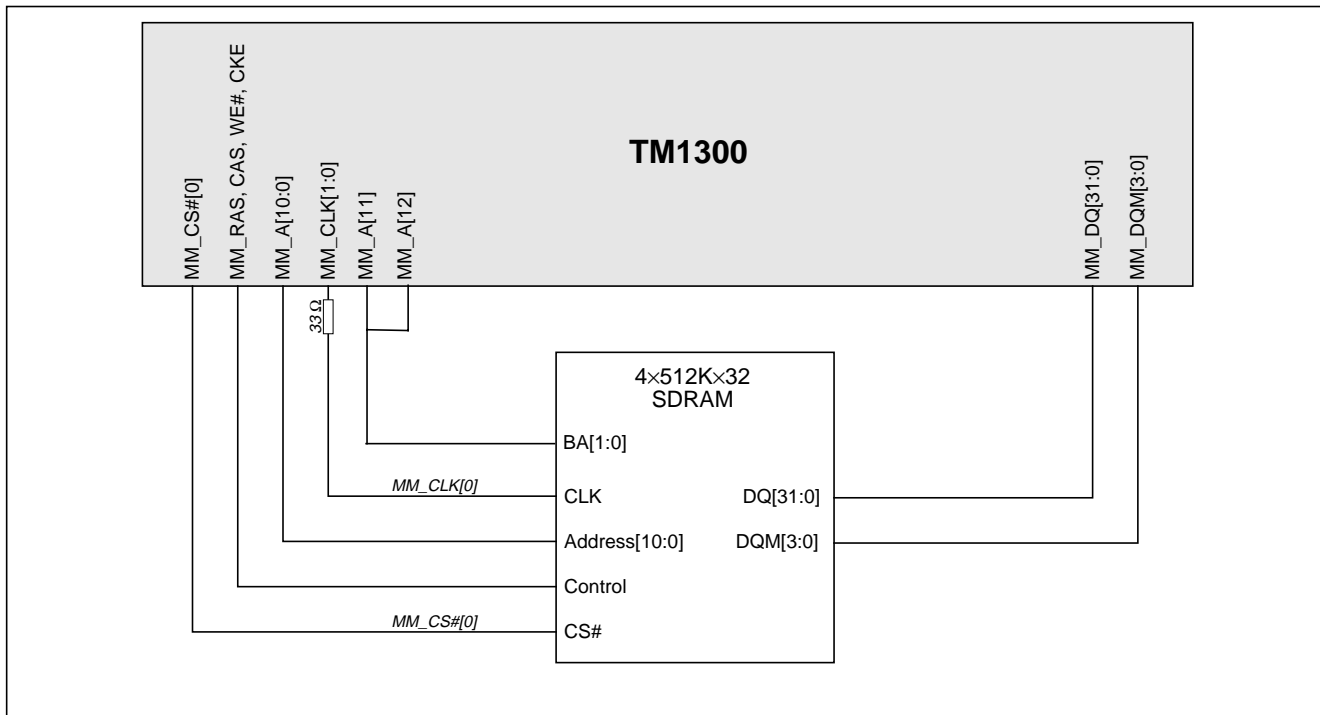 TM1300
MM_CS#[0]
MM_RAS, CAS, WE#, CKE
MM_A[10:0]
MM_CLK[1:0]
MM_A[11]
MM_A[12]
MM_DQ[31:0]
MM_DQM[3:0]
33 Ω
4×512K×32
SDRAM
BA[1:0]
MM_CLK[0]
CLK
DQ[31:0]
Address[10:0]
DQM[3:0]
Control
MM_CS#[0]
CS#